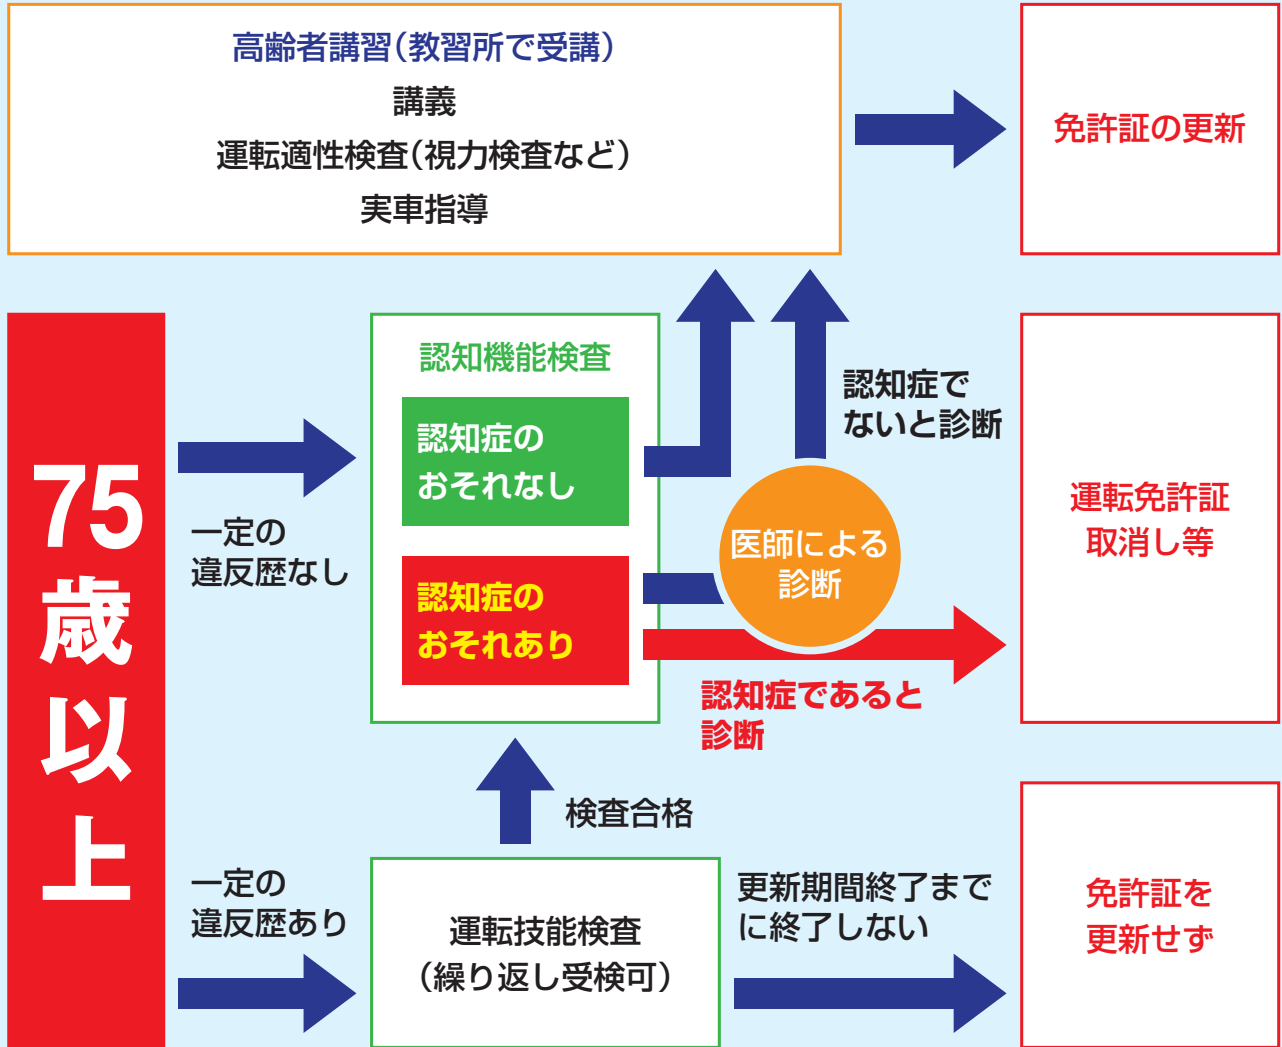 高齢者講習（教習所で受講）
講義
運転適性検査（視力検査など）
実車指導
免許証の更新
75歳以上
一定の
違反歴なし
認知機能検査
認知症の
おそれなし
認知症の
おそれあり
認知症で
ないと診断
医師による
診断
認知症であると
診断
運転免許証
取消し等
検査合格
一定の
違反歴あり
運転技能検査
（繰り返し受検可）
更新期間終了まで
に終了しない
免許証を
更新せず